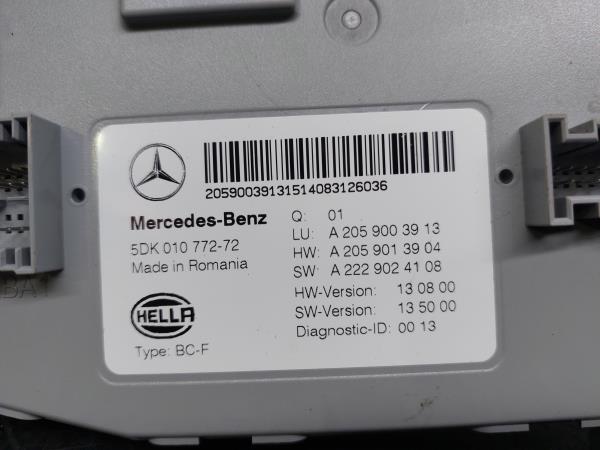 20590039131514083126036
Mercedes-Benz
5DK 010 772-72
Made in Romania
HELLA
Type: BC-F
Q: 01
LU: A 205 900 39 13
HW: A 205 901 39 04
SW: A 222 902 41 08
HW-Version: 13 08 00
SW-Version: 13 50 00
Diagnostic-ID: 00 13
BAT